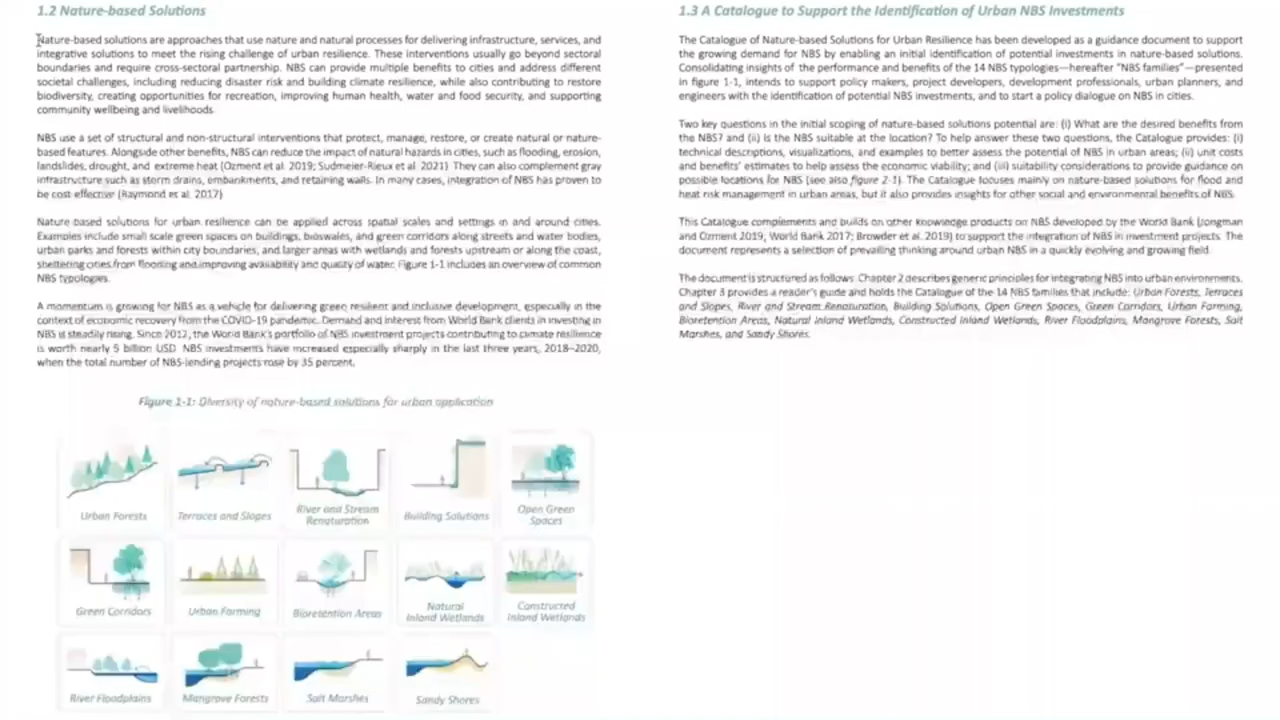 1.2 Nature-based Solutions
Nature-based solutions are approaches that use nature and natural processes for delivering infrastructure, services, and
integrative solutions to meet the rising challenge of urban resilience. These interventions usually go beyond sectoral
boundaries and require cross-sectoral partnership. NBS can provide multiple benefits to cities and address different
societal challenges, including reducing disaster risk and building climate resilience, while also contributing to restore
biodiversity, creating opportunities for recreation, improving human health, water and food security, and supporting
community wellbeing and livelihoods
NBS use a set of structural and non-structural interventions that protect, manage, restore, or create natural or nature-
based features. Alongside other benefits, NBS can reduce the impact of natural hazards in cities, such as flooding, erosion,
landslides, drought, and extreme heat (Ozment et al. 2019; Sudmeier-Rieux et al. 2021) They can also complement gray
infrastructure such as storm drains, embankments, and retaining walls. In many cases, integration of NBS has proven to
be cost effective (Raymond et al. 2017)
Nature-based solutions for urban resilience can be applied across spatial scales and settings in and around cities.
Examples include small scale green spaces on buildings, bioswales, and green corridors along streets and water bodies,
urban parks and forests within city boundaries, and larger areas with wetlands and forests upstream or along the coast,
sheltering cities from flooding and improving availability and quality of water. Figure 1-1 includes an overview of common
NBS typologies.
A momentum is growing for NBS as a vehicle for delivering green resilient and inclusive development, especially in the
context of economic recovery from the COVID-19 pandemic. Demand and interest from World Bank clients in investing in
NBS is steadily rising. Since 2012, the World Bank's portfolio of NBS investment projects contributing to climate resilience
is worth nearly 5 billion USD NBS investments have increased especially sharply in the last three years, 2018–2020,
when the total number of NBS-lending projects rose by 35 percent.
Figure 1-1: Diversity of nature-based solutions for urban application
Urban Forests
Terraces and Slopes
River and Stream
Renaturation
Building Solutions
Open Green
Spaces
Green Corridors
Urban Farming
Bioretention Areas
Natural
Inland Wetlands
Constructed
Inland Wetlands
River Floodplains
Mangrove Forests
Salt Marshes
Sandy Shores
1.3 A Catalogue to Support the Identification of Urban NBS Investments
The Catalogue of Nature-based Solutions for Urban Resilience has been developed as a guidance document to support
the growing demand for NBS by enabling an initial identification of potential investments in nature-based solutions.
Consolidating insights of the performance and benefits of the 14 NBS typologies—hereafter "NBS families"—presented
in figure 1-1, intends to support policy makers, project developers, development professionals, urban planners, and
engineers with the identification of potential NBS investments, and to start a policy dialogue on NBS in cities.
Two key questions in the initial scoping of nature-based solutions potential are: (i) What are the desired benefits from
the NBS? and (ii) Is the NBS suitable at the location? To help answer these two questions, the Catalogue provides: (i)
technical descriptions, visualizations, and examples to better assess the potential of NBS in urban areas; (ii) unit costs
and benefits' estimates to help assess the economic viability; and (iii) suitability considerations to provide guidance on
possible locations for NBS (see also figure 2-1). The Catalogue focuses mainly on nature-based solutions for flood and
heat risk management in urban areas, but it also provides insights for other social and environmental benefits of NBS.
This Catalogue complements and builds on other knowledge products on NBS developed by the World Bank (Jongman
and Ozment 2019; World Bank 2017; Browder et al. 2019) to support the integration of NBS in investment projects. The
document represents a selection of prevailing thinking around urban NBS in a quickly evolving and growing field.
The document is structured as follows: Chapter 2 describes generic principles for integrating NBS into urban environments.
Chapter 3 provides a reader's guide and holds the Catalogue of the 14 NBS families that include: Urban Forests, Terraces
and Slopes, River and Stream Renaturation, Building Solutions, Open Green Spaces, Green Corridors, Urban Farming,
Bioretention Areas, Natural Inland Wetlands, Constructed Inland Wetlands, River Floodplains, Mangrove Forests, Salt
Marshes, and Sandy Shores.